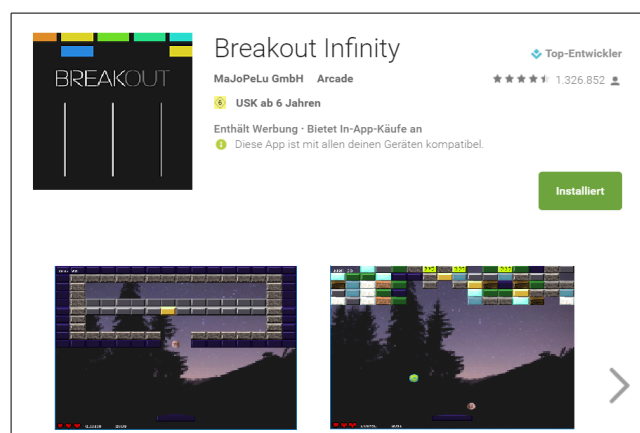 BREAKOUT
Breakout Infinity
Top-Entwickler
MaJoPeLu GmbH Arcade
1.326.852
6 USK ab 6 Jahren
Enthält Werbung · Bietet In-App-Käufe an
Diese App ist mit allen deinen Geräten kompatibel.
Installiert